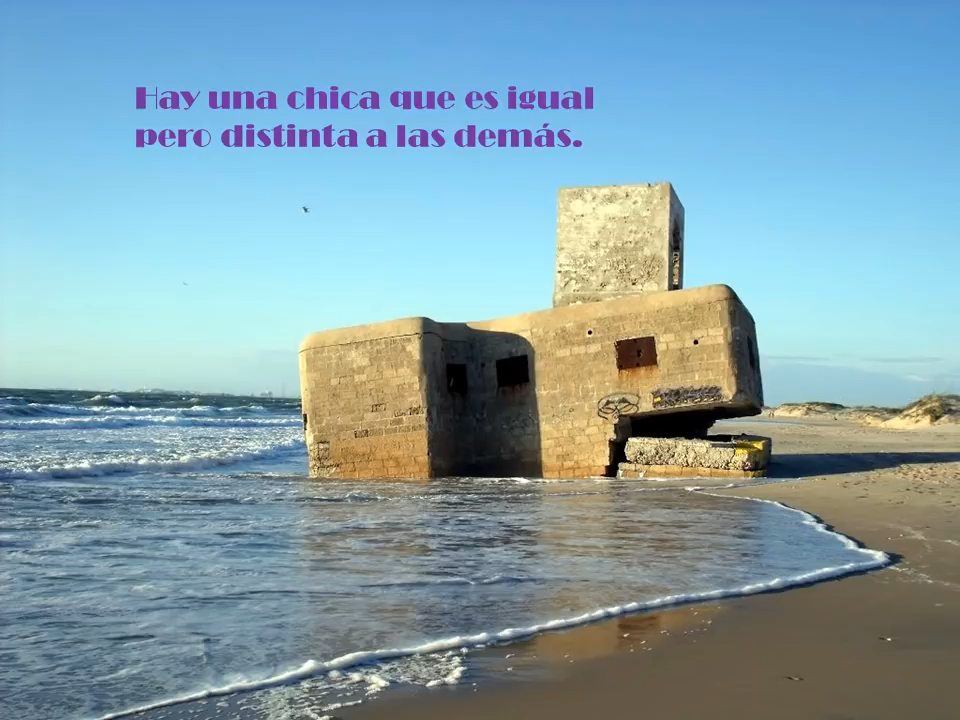 Hay una chica que es igual
pero distinta a las demás.